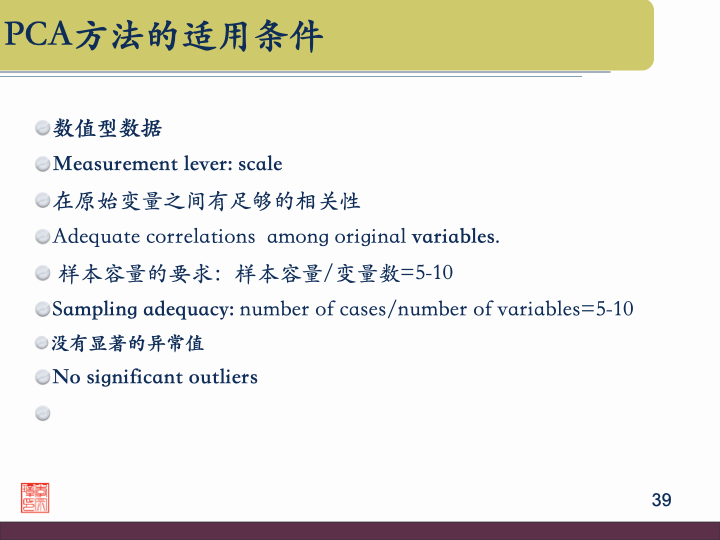 PCA方法的适用条件
数值型数据
Measurement lever: scale
在原始变量之间有足够的相关性
Adequate correlations among original variables.
样本容量的要求：样本容量/变量数=5-10
Sampling adequacy: number of cases/number of variables=5-10
没有显著的异常值
No significant outliers
39